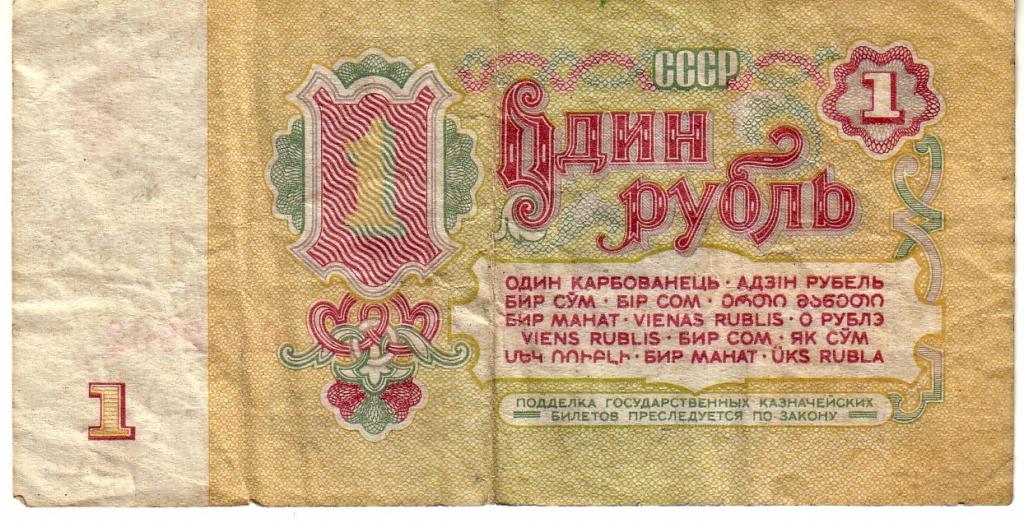 СССР
1
1
Один
рубль
ОДИН КАРБОВАНЕЦЬ · АДЗІН РУБЕЛЬ
БИР СЎМ · БІР СОМ · ᲔᲠᲗᲘ ᲛᲐᲜᲔᲗᲘ
БИР МАНАТ · VIENAS RUBLIS · О РУБЛЭ
VIENS RUBLIS · БИР СОМ · ЯК СӮМ
ՄԵԿ ՌՈՒԲԼԻ · БИР МАНАТ · ÜKS RUBLA
ПОДДЕЛКА ГОСУДАРСТВЕННЫХ КАЗНАЧЕЙСКИХ
БИЛЕТОВ ПРЕСЛЕДУЕТСЯ ПО ЗАКОНУ
1